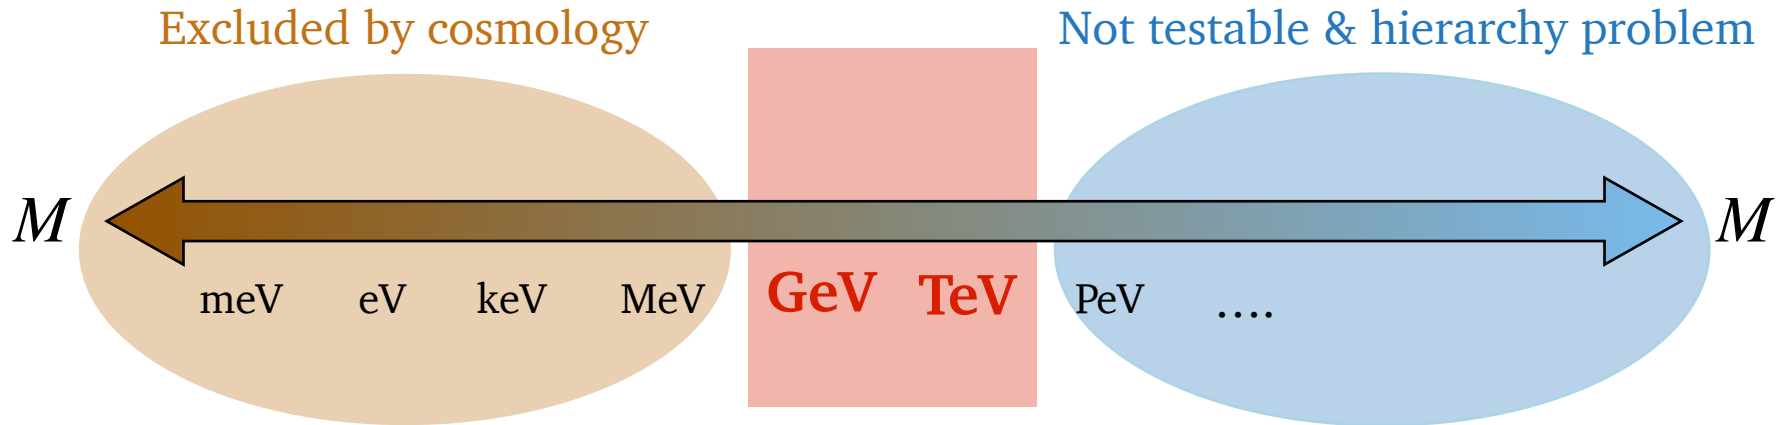 Excluded by cosmology
Not testable & hierarchy problem
M
M
meV eV keV MeV GeV TeV PeV ....